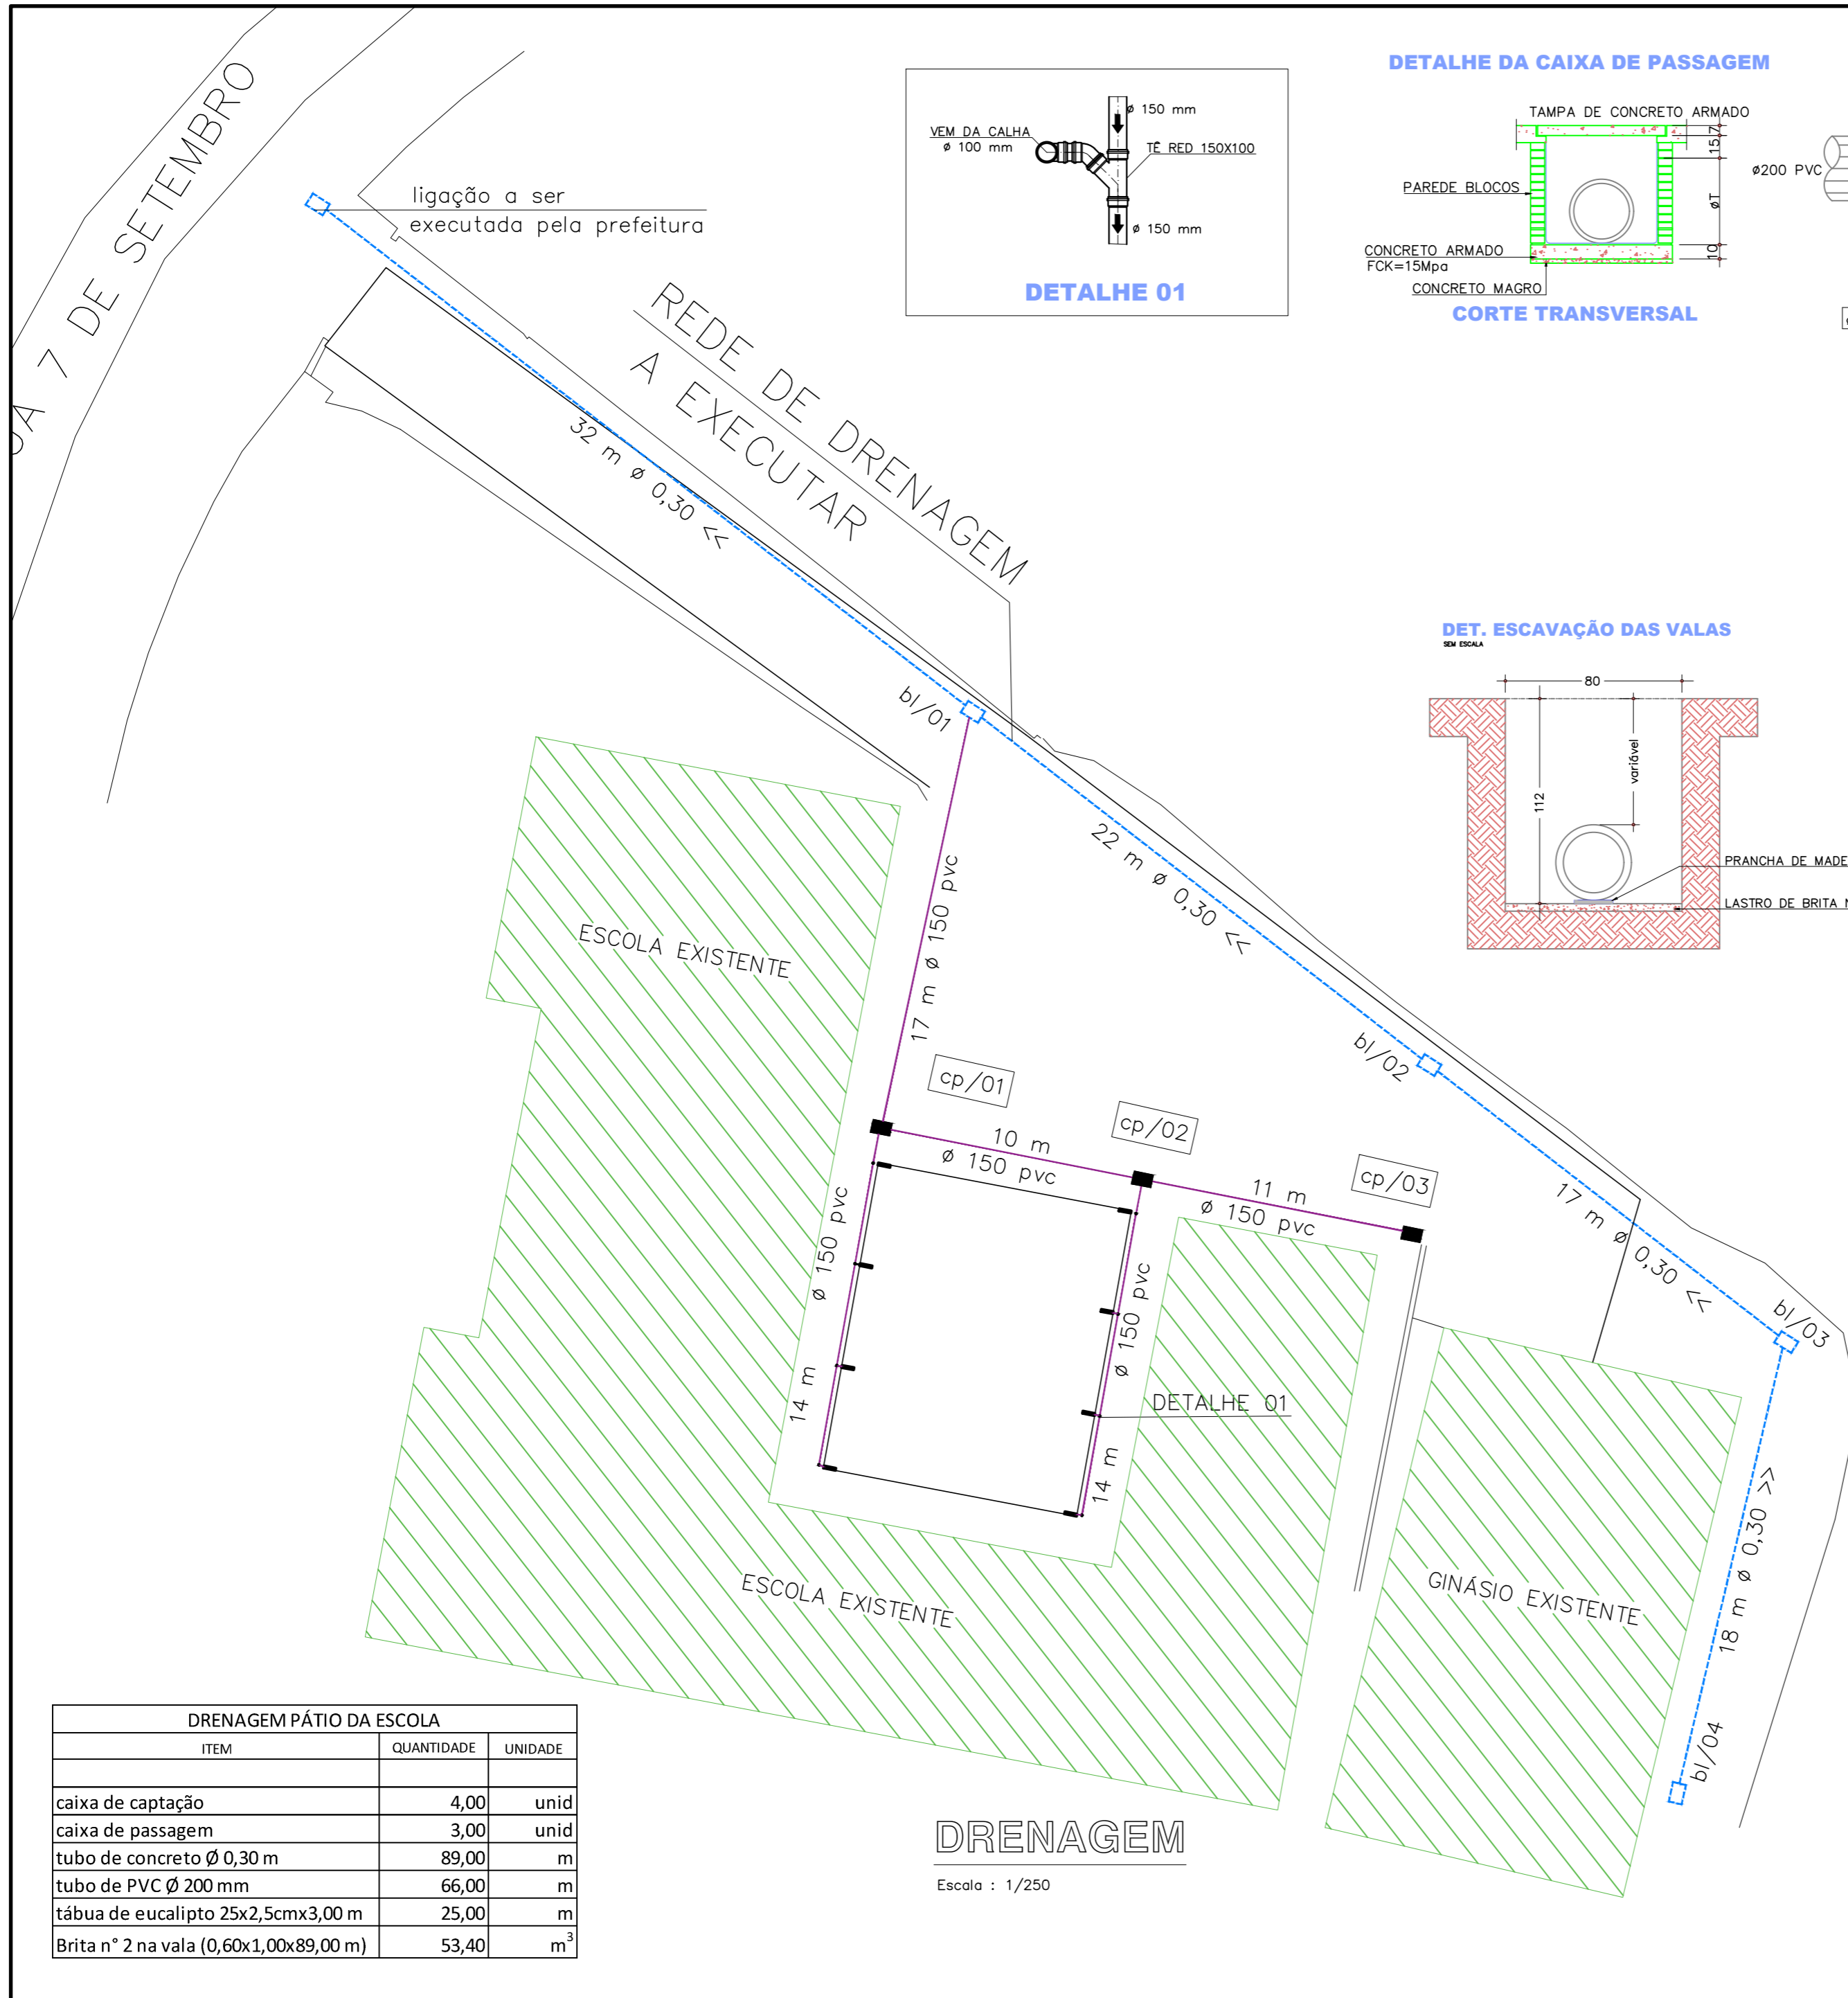 DETALHE DA CAIXA DE PASSAGEM
TAMPA DE CONCRETO ARMADO
15
7
ø200 PVC
PAREDE BLOCOS
øT
CONCRETO ARMADO
FCK=15Mpa
10
CONCRETO MAGRO
CORTE TRANSVERSAL
ø 150 mm
VEM DA CALHA
ø 100 mm
TÊ RED 150X100
ø 150 mm
DETALHE 01
7 DE SETEMBRO
ligação a ser
executada pela prefeitura
REDE DE DRENAGEM
A EXECUTAR
32 m ø 0,30 <<
DET. ESCAVAÇÃO DAS VALAS
SEM ESCALA
80
variável
112
PRANCHA DE MADE
LASTRO DE BRITA
bl/01
22 m ø 0,30 <<
17 m ø 150 pvc
ESCOLA EXISTENTE
bl/02
cp/01
10 m
ø 150 pvc
cp/02
11 m
ø 150 pvc
cp/03
17 m ø 0,30 <<
bl/03
14 m ø 150 pvc
14 m ø 150 pvc
DETALHE 01
18 m ø 0,30 >>
ESCOLA EXISTENTE
GINÁSIO EXISTENTE
bl/04
DRENAGEM PÁTIO DA ESCOLA
ITEM QUANTIDADE UNIDADE
caixa de captação 4,00 unid
caixa de passagem 3,00 unid
tubo de concreto Ø 0,30 m 89,00 m
tubo de PVC Ø 200 mm 66,00 m
tábua de eucalipto 25x2,5cmx3,00 m 25,00 m
Brita n° 2 na vala (0,60x1,00x89,00 m) 53,40 m³
DRENAGEM
Escala : 1/250